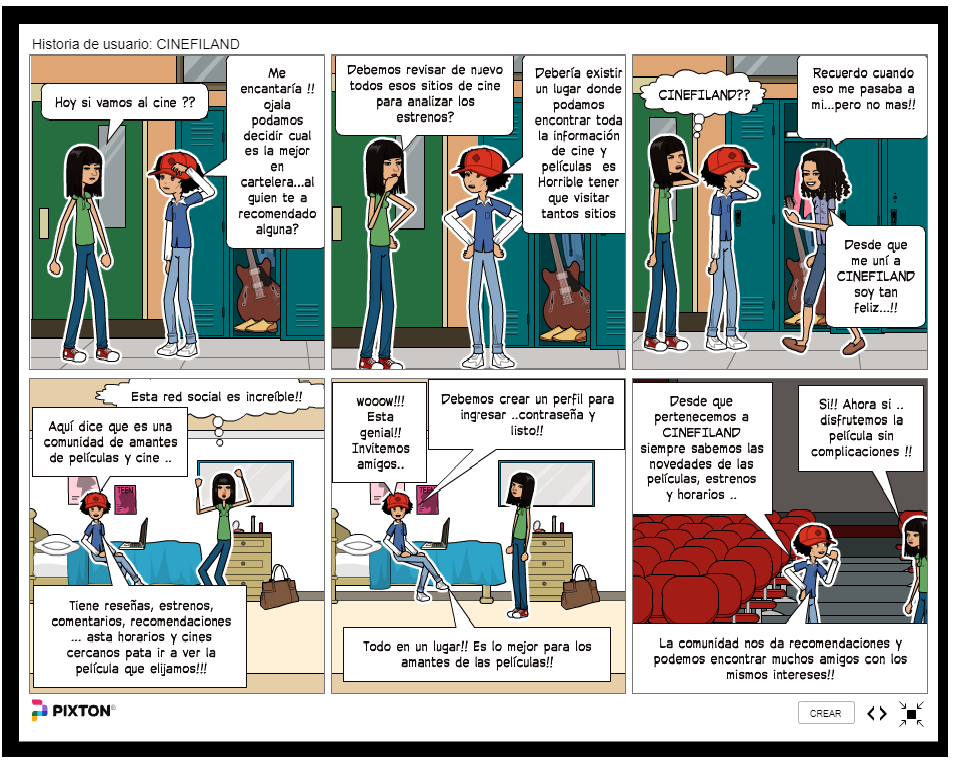 Historia de usuario: CINEFILAND
Hoy si vamos al cine ??
Me
encantaría !!
ojala
podamos
decidir cual
es la mejor
en
cartelera...al
guien te a
recomendado
alguna?
Debemos revisar de nuevo
todos esos sitios de cine
para analizar los
estrenos?
Debería existir
un lugar donde
podamos
encontrar toda
la información
de cine y
películas es
Horrible tener
que visitar
tantos sitios
CINEFILAND??
Recuerdo cuando
eso me pasaba a
mi...pero no mas!!
Desde que
me uní a
CINEFILAND
soy tan
feliz...!!
Esta red social es increíble!!
Aquí dice que es una
comunidad de amantes
de películas y cine ..
TEEN
Tiene reseñas, estrenos,
comentarios, recomendaciones
... asta horarios y cines
cercanos pata ir a ver la
película que elijamos!!!
wooow!!!
Esta
genial!!
Invitemos
amigos..
Debemos crear un perfil para
ingresar ..contraseña y
listo!!
Todo en un lugar!! Es lo mejor para los
amantes de las películas!!
Desde que
pertenecemos a
CINEFILAND
siempre sabemos las
novedades de las
películas, estrenos
y horarios ..
Si!! Ahora si ..
disfrutemos la
película sin
complicaciones !!
La comunidad nos da recomendaciones y
podemos encontrar muchos amigos con los
mismos intereses!!
PIXTON®
CREAR